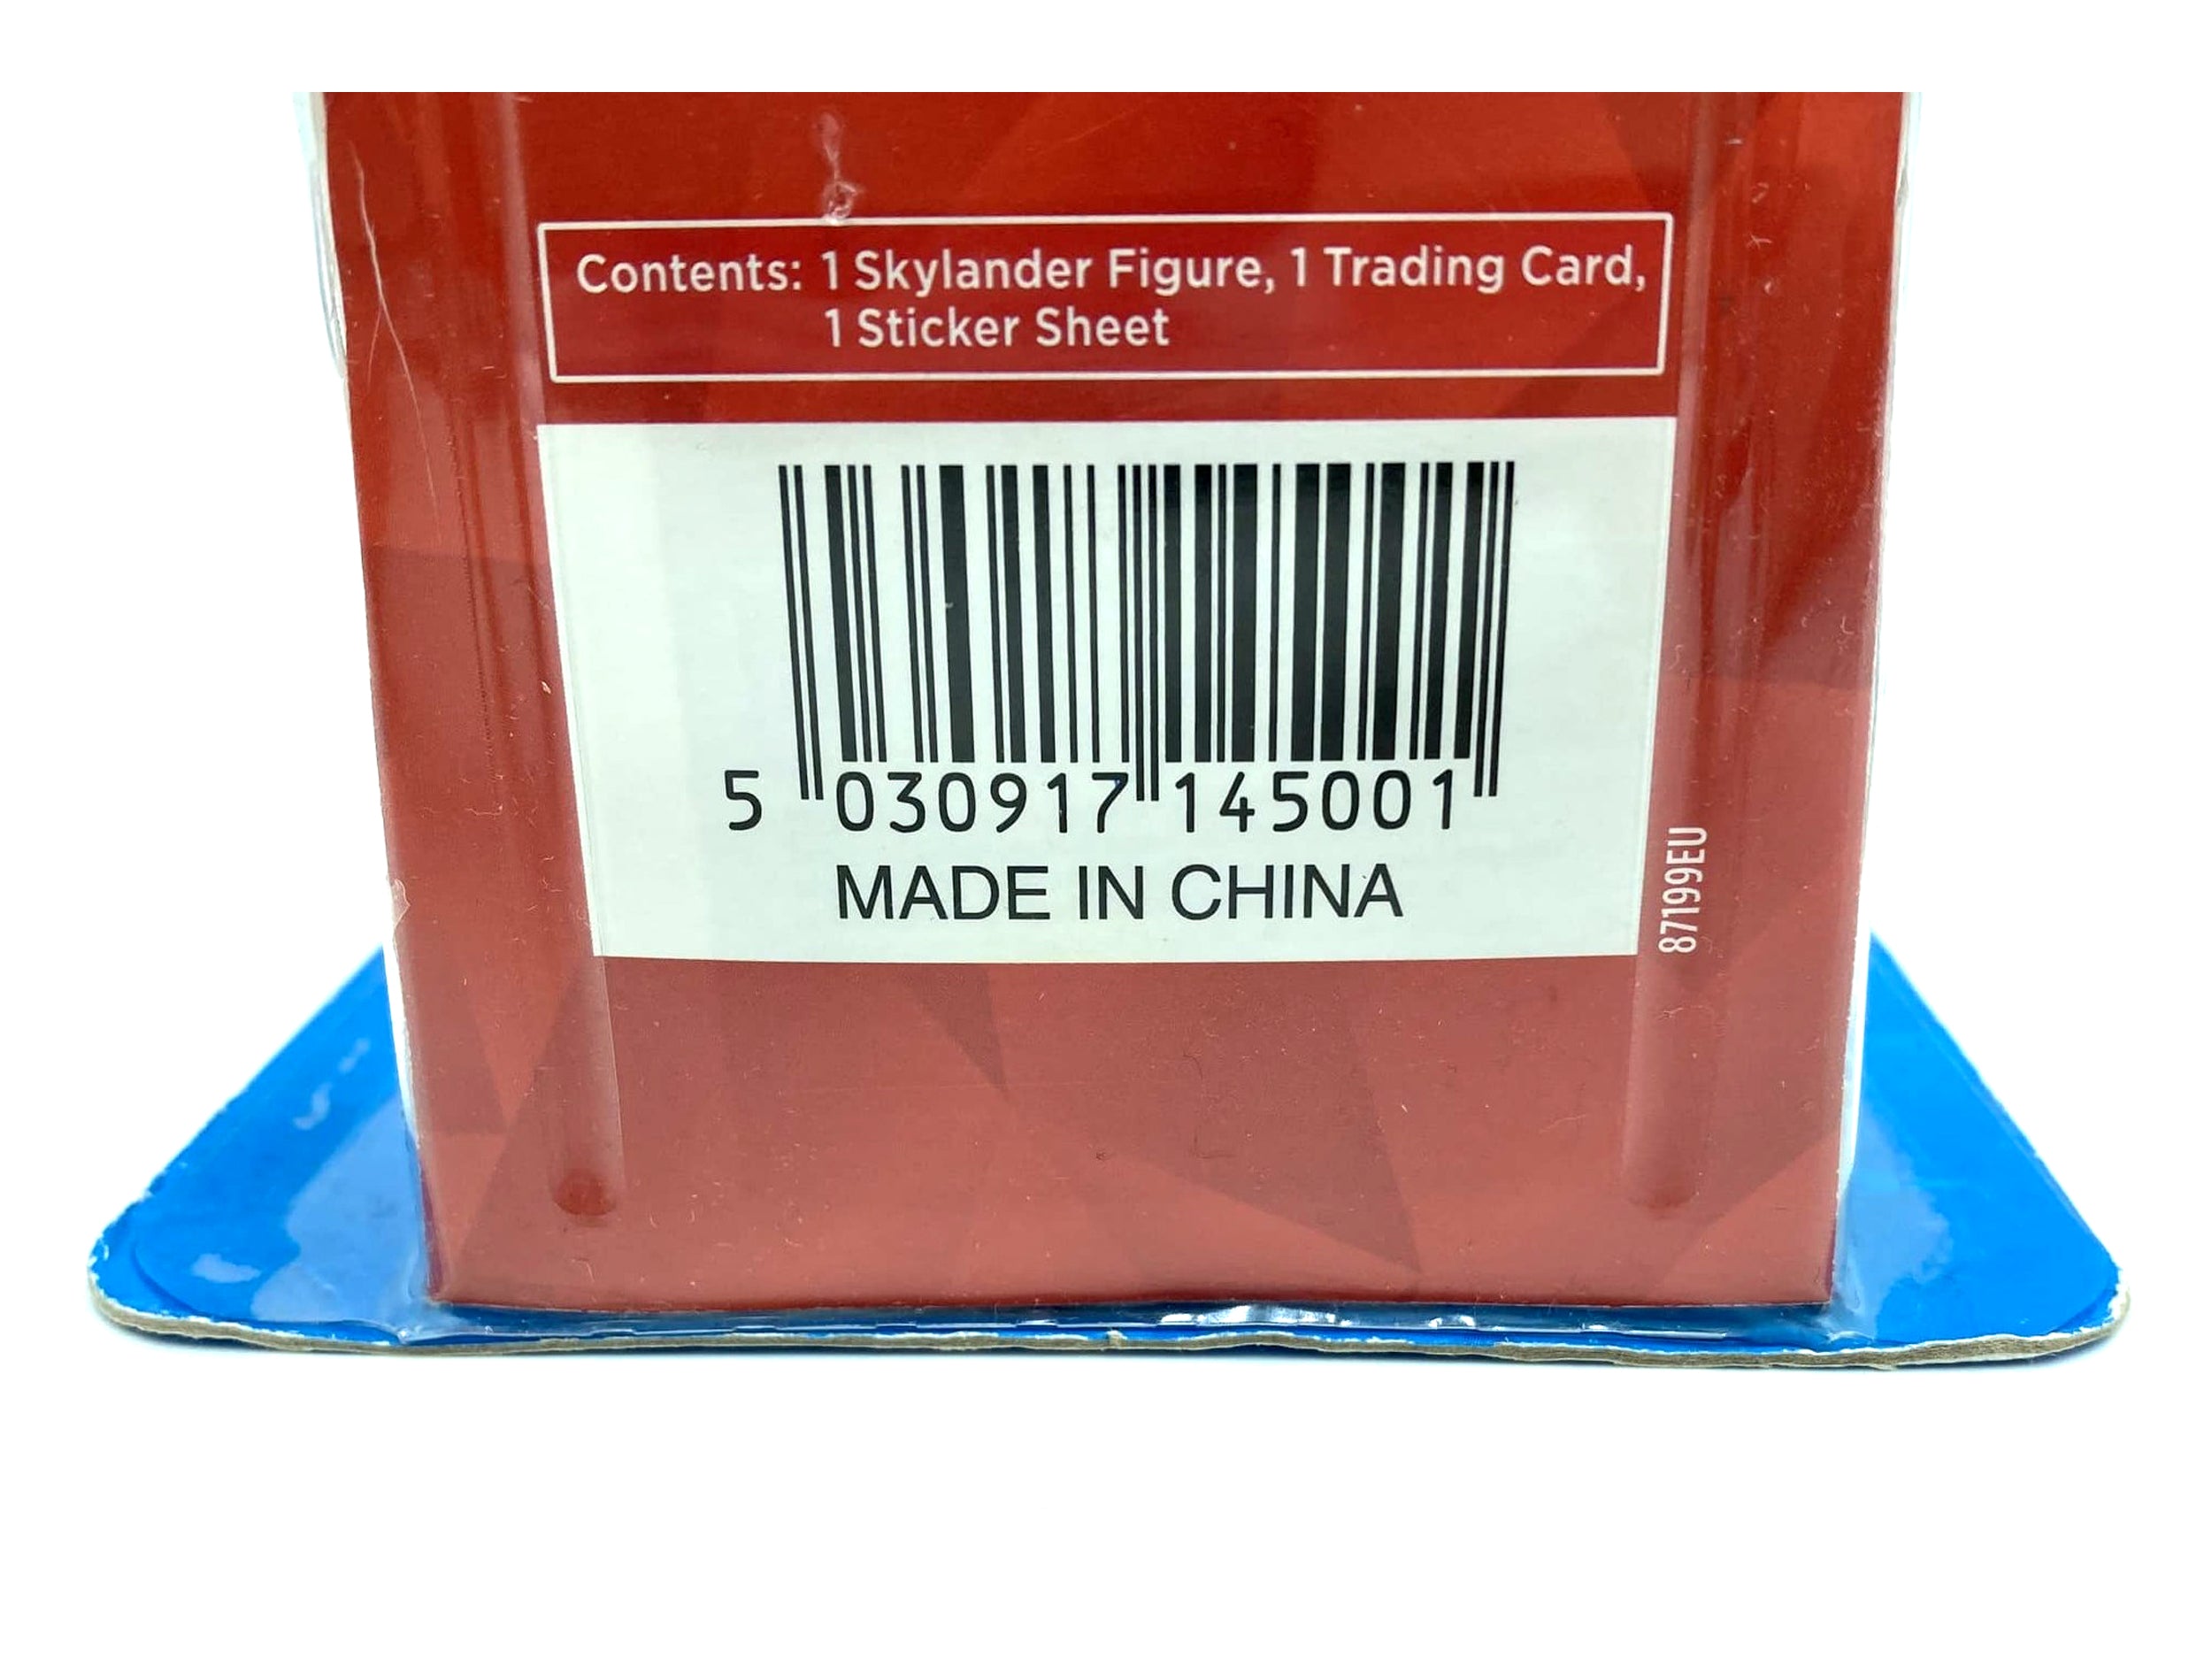 Contents: 1 Skylander Figure, 1 Trading Card,
1 Sticker Sheet
5 030917 145001
MADE IN CHINA
87199EU